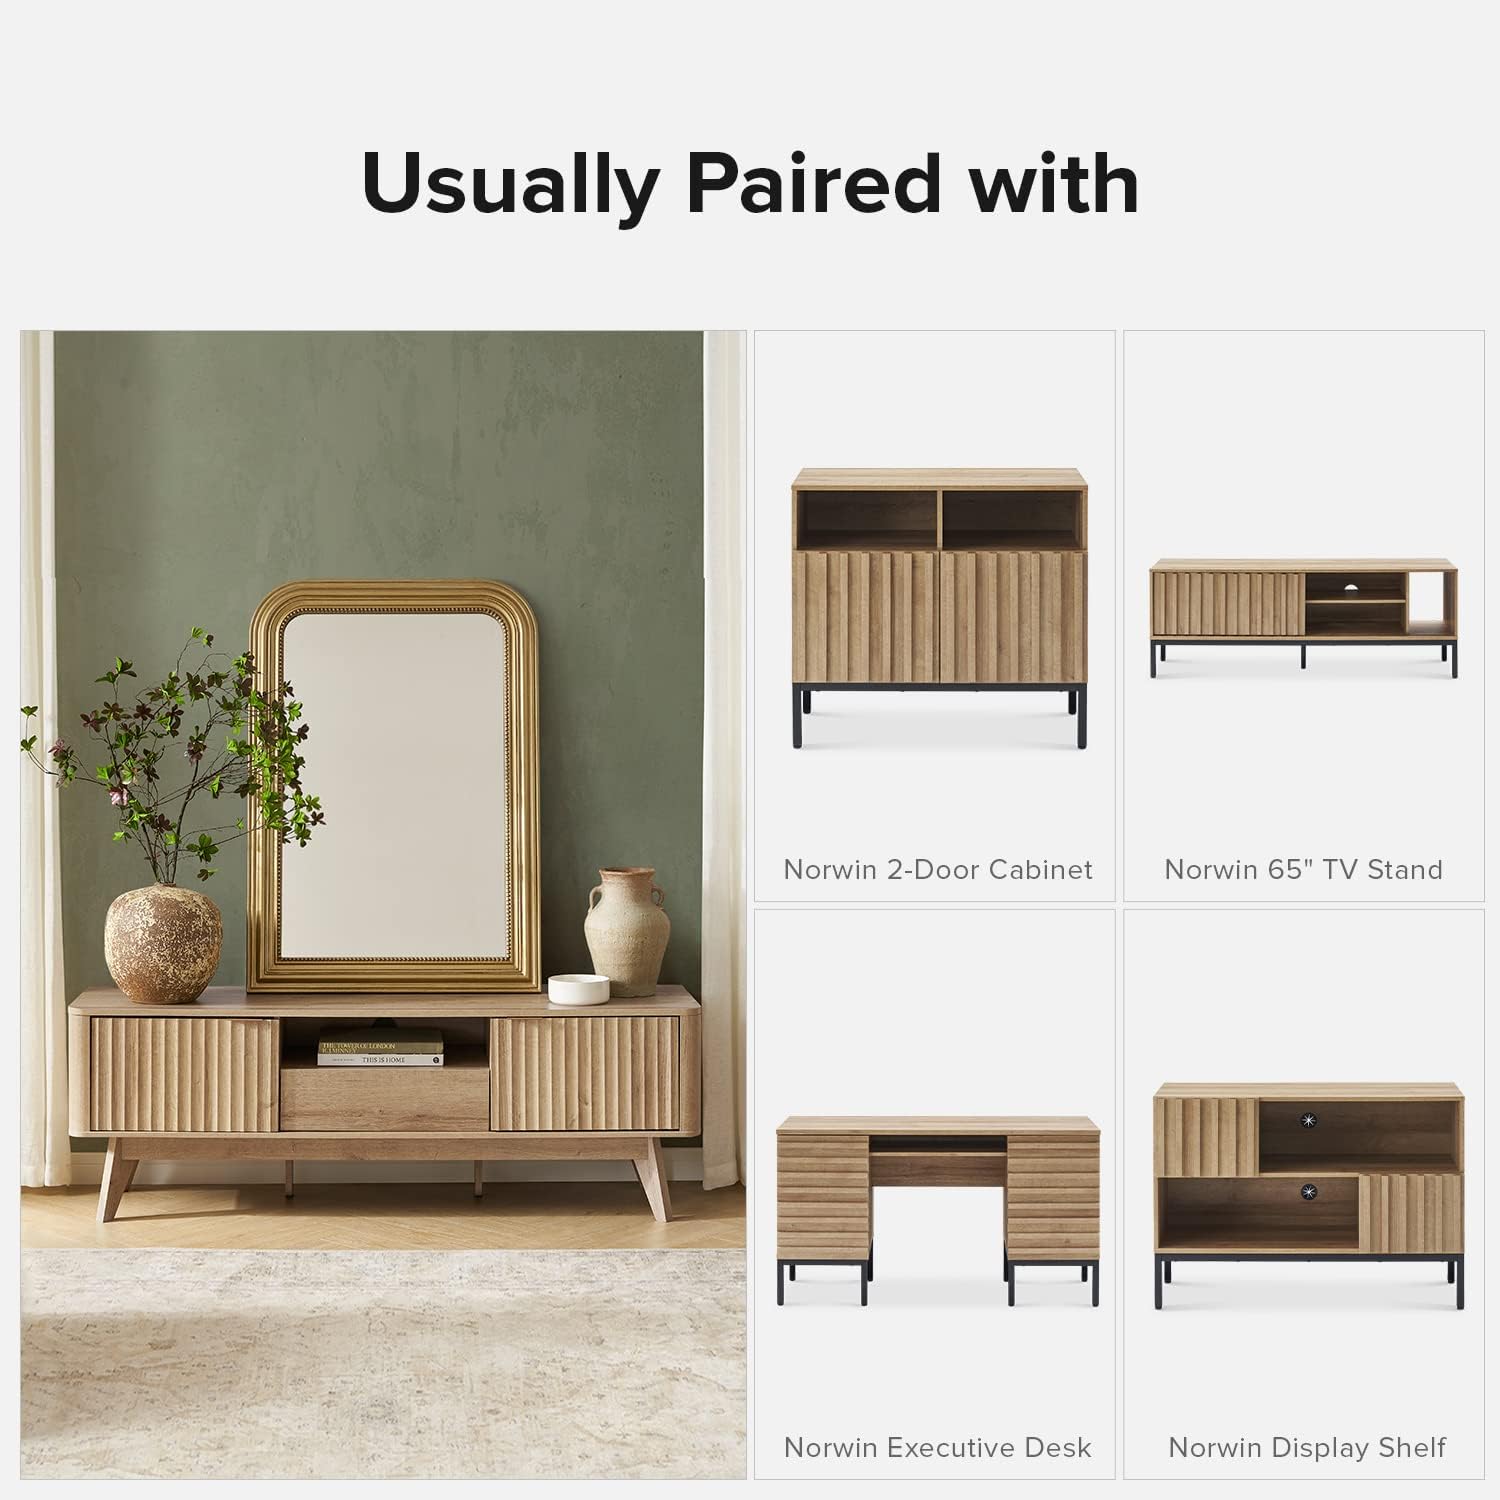 Usually Paired with
THE TOWER OF LONDON
THIS IS HOME
Norwin 2-Door Cabinet
Norwin 65" TV Stand
Norwin Executive Desk
Norwin Display Shelf